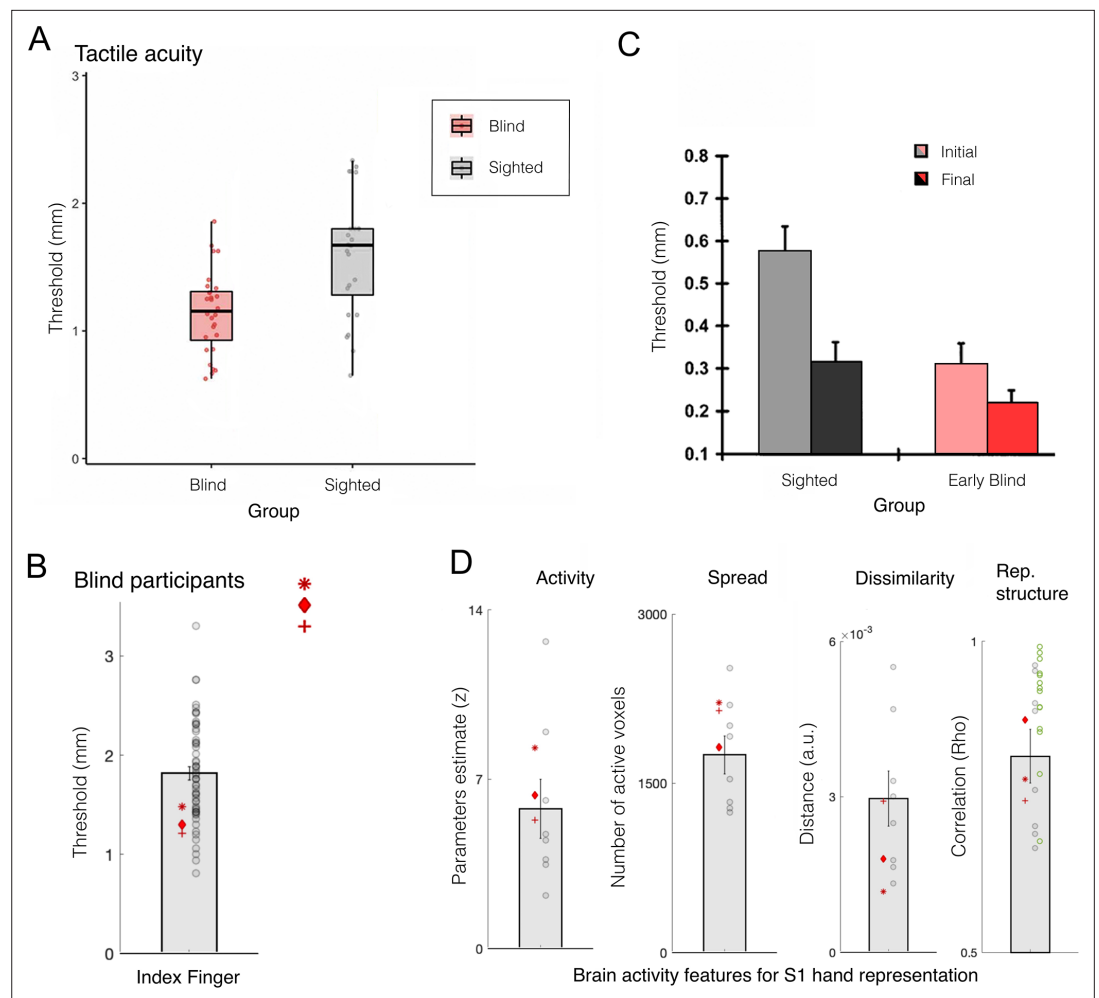 A
Tactile acuity
3
2
1
0
Threshold (mm)
Blind
Sighted
Group
Blind
Sighted
C
Initial
Final
0.8
0.7
0.6
0.5
0.4
0.3
0.2
0.1
Threshold (mm)
Sighted
Early Blind
Group
B
Blind participants
3
2
1
0
Threshold (mm)
Index Finger
D
Activity
14
7
0
Parameters estimate (z)
Spread
3000
1500
0
Number of active voxels
Dissimilarity
6 ×10⁻³
3
0
Distance (a.u.)
Rep.
structure
1
0.5
Correlation (Rho)
Brain activity features for S1 hand representation